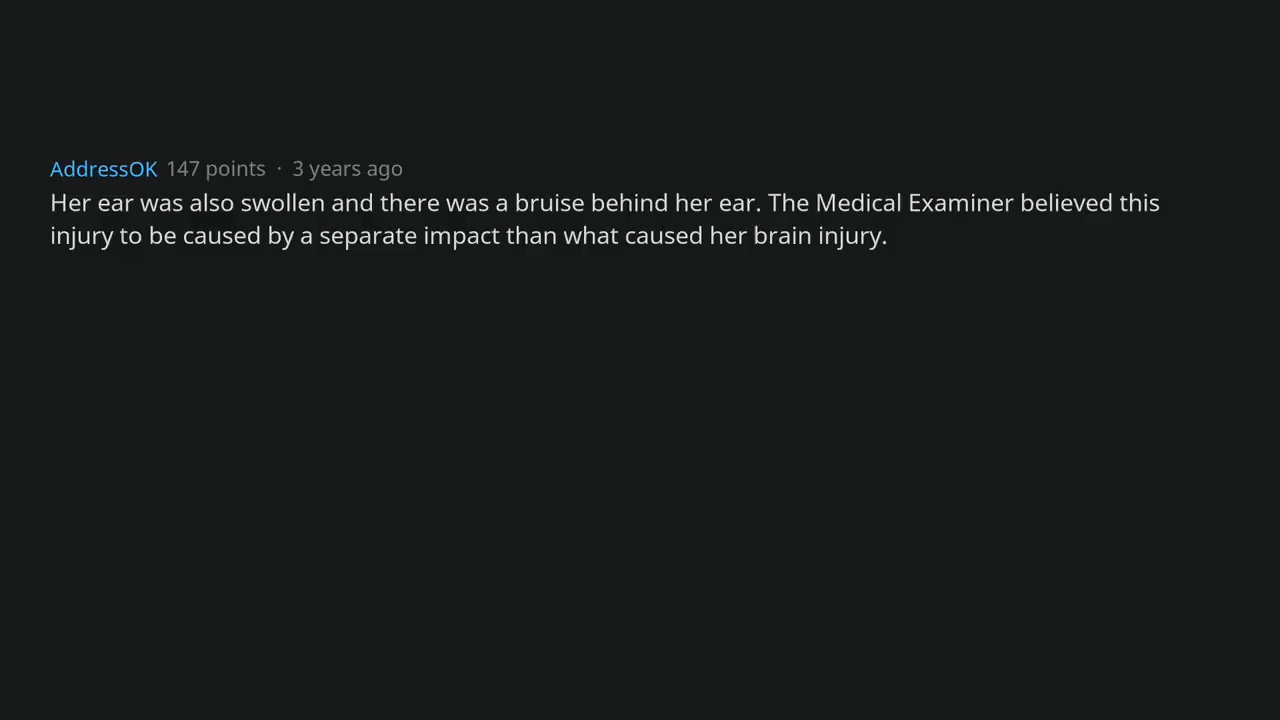 AddressOK 147 points · 3 years ago
Her ear was also swollen and there was a bruise behind her ear. The Medical Examiner believed this
injury to be caused by a separate impact than what caused her brain injury.